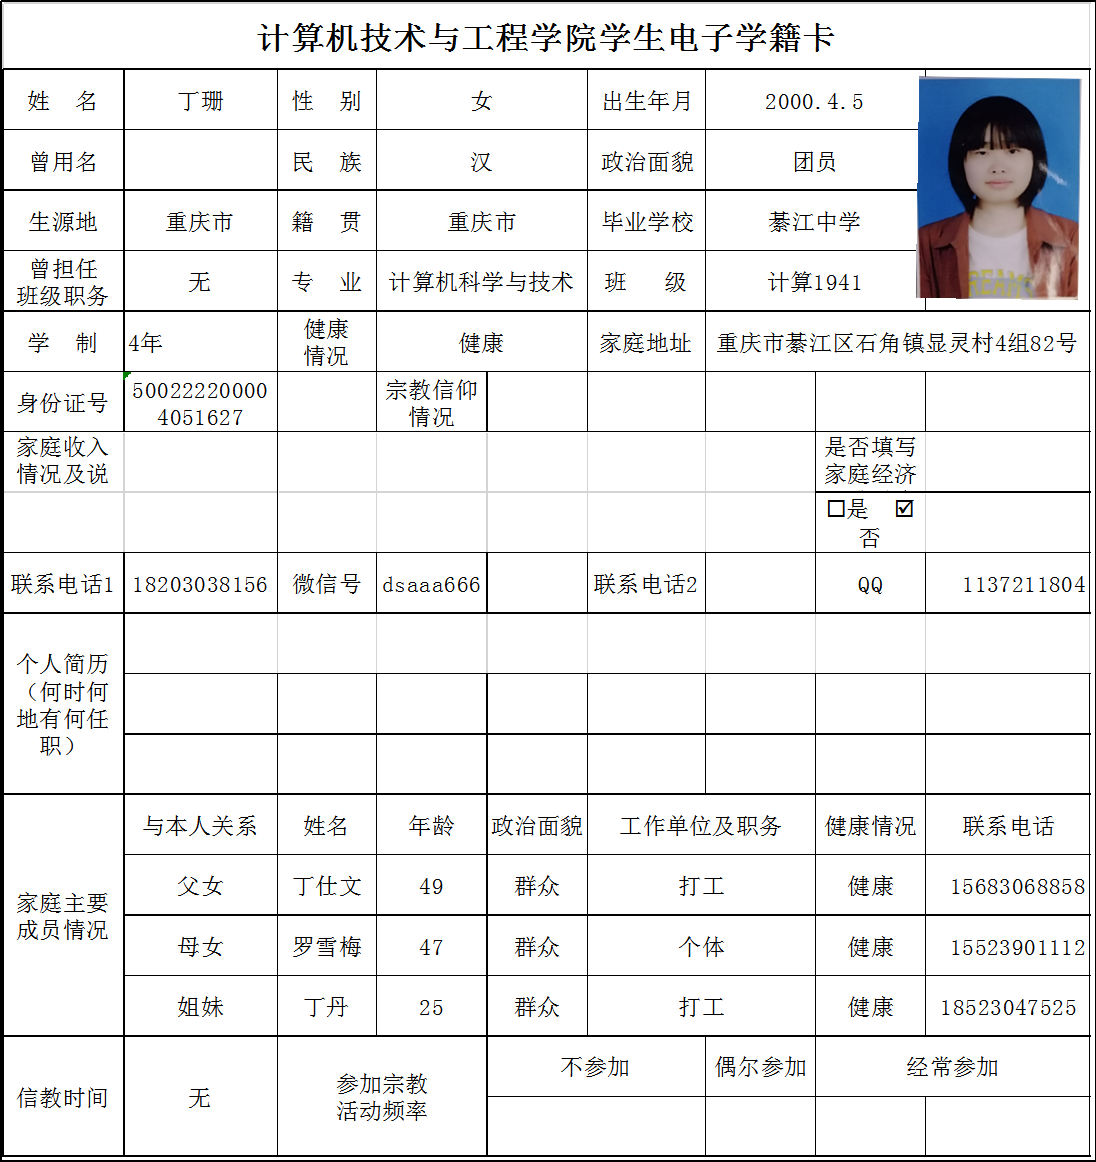 计算机技术与工程学院学生电子学籍卡
姓 名 丁珊 性 别 女 出生年月 2000.4.5
曾用名 民 族 汉 政治面貌 团员
生源地 重庆市 籍 贯 重庆市 毕业学校 綦江中学
曾担任
班级职务 无 专 业 计算机科学与技术 班 级 计算1941
学 制 4年 健康
情况 健康 家庭地址 重庆市綦江区石角镇显灵村4组82号
身份证号 50022220000
4051627 宗教信仰
情况
家庭收入
情况及说 是否填写
家庭经济
□是 ☑
否
联系电话1 18203038156 微信号 dsaaa666 联系电话2 QQ 1137211804
个人简历
（何时何
地有何任
职）
家庭主要
成员情况
与本人关系 姓名 年龄 政治面貌 工作单位及职务 健康情况 联系电话
父女 丁仕文 49 群众 打工 健康 15683068858
母女 罗雪梅 47 群众 个体 健康 15523901112
姐妹 丁丹 25 群众 打工 健康 18523047525
信教时间 无 参加宗教
活动频率 不参加 偶尔参加 经常参加